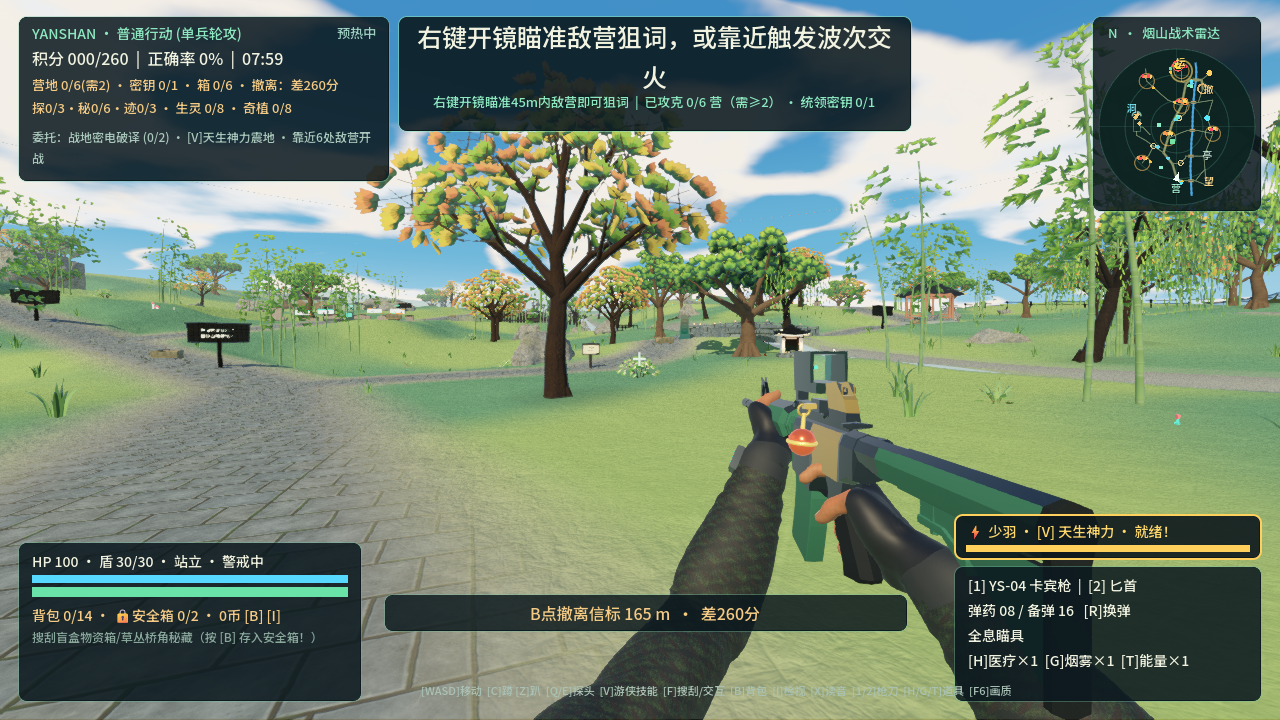 YANSHAN · 普通行动 (单兵轮攻) 预热中
积分 000/260 | 正确率 0% | 07:59
营地 0/6(需2) · 密钥 0/1 · 箱 0/6 · 撤离：差260分
探0/3·秘0/6·迹0/3 · 生灵 0/8 · 奇植 0/8
委托：战地密电破译 (0/2) · [V]天生神力震地 · 靠近6处敌营开
战
右键开镜瞄准敌营狙词，或靠近触发波次交
火
右键开镜瞄准45m内敌营即可狙词 | 已攻克 0/6 营（需≥2） · 统领密钥 0/1
N · 烟山战术雷达
撤
洞
亭
望
营
HP 100 · 盾 30/30 · 站立 · 警戒中
背包 0/14 · 🔒安全箱 0/2 · 0币 [B] [I]
搜刮盲盒物资箱/草丛桥角秘藏（按 [B] 存入安全箱！）
B点撤离信标 165 m · 差260分
⚡ 少羽 · [V] 天生神力 · 就绪!
[1] YS-04 卡宾枪 | [2] 匕首
弹药 08 / 备弹 16 [R]换弹
全息瞄具
[H]医疗×1 [G]烟雾×1 [T]能量×1
[WASD]移动 [C]蹲 [Z]趴 [Q/E]探头 [V]游侠技能 [F]搜刮/交互 [B]背包 [H/G/T]道具 [F6]画质